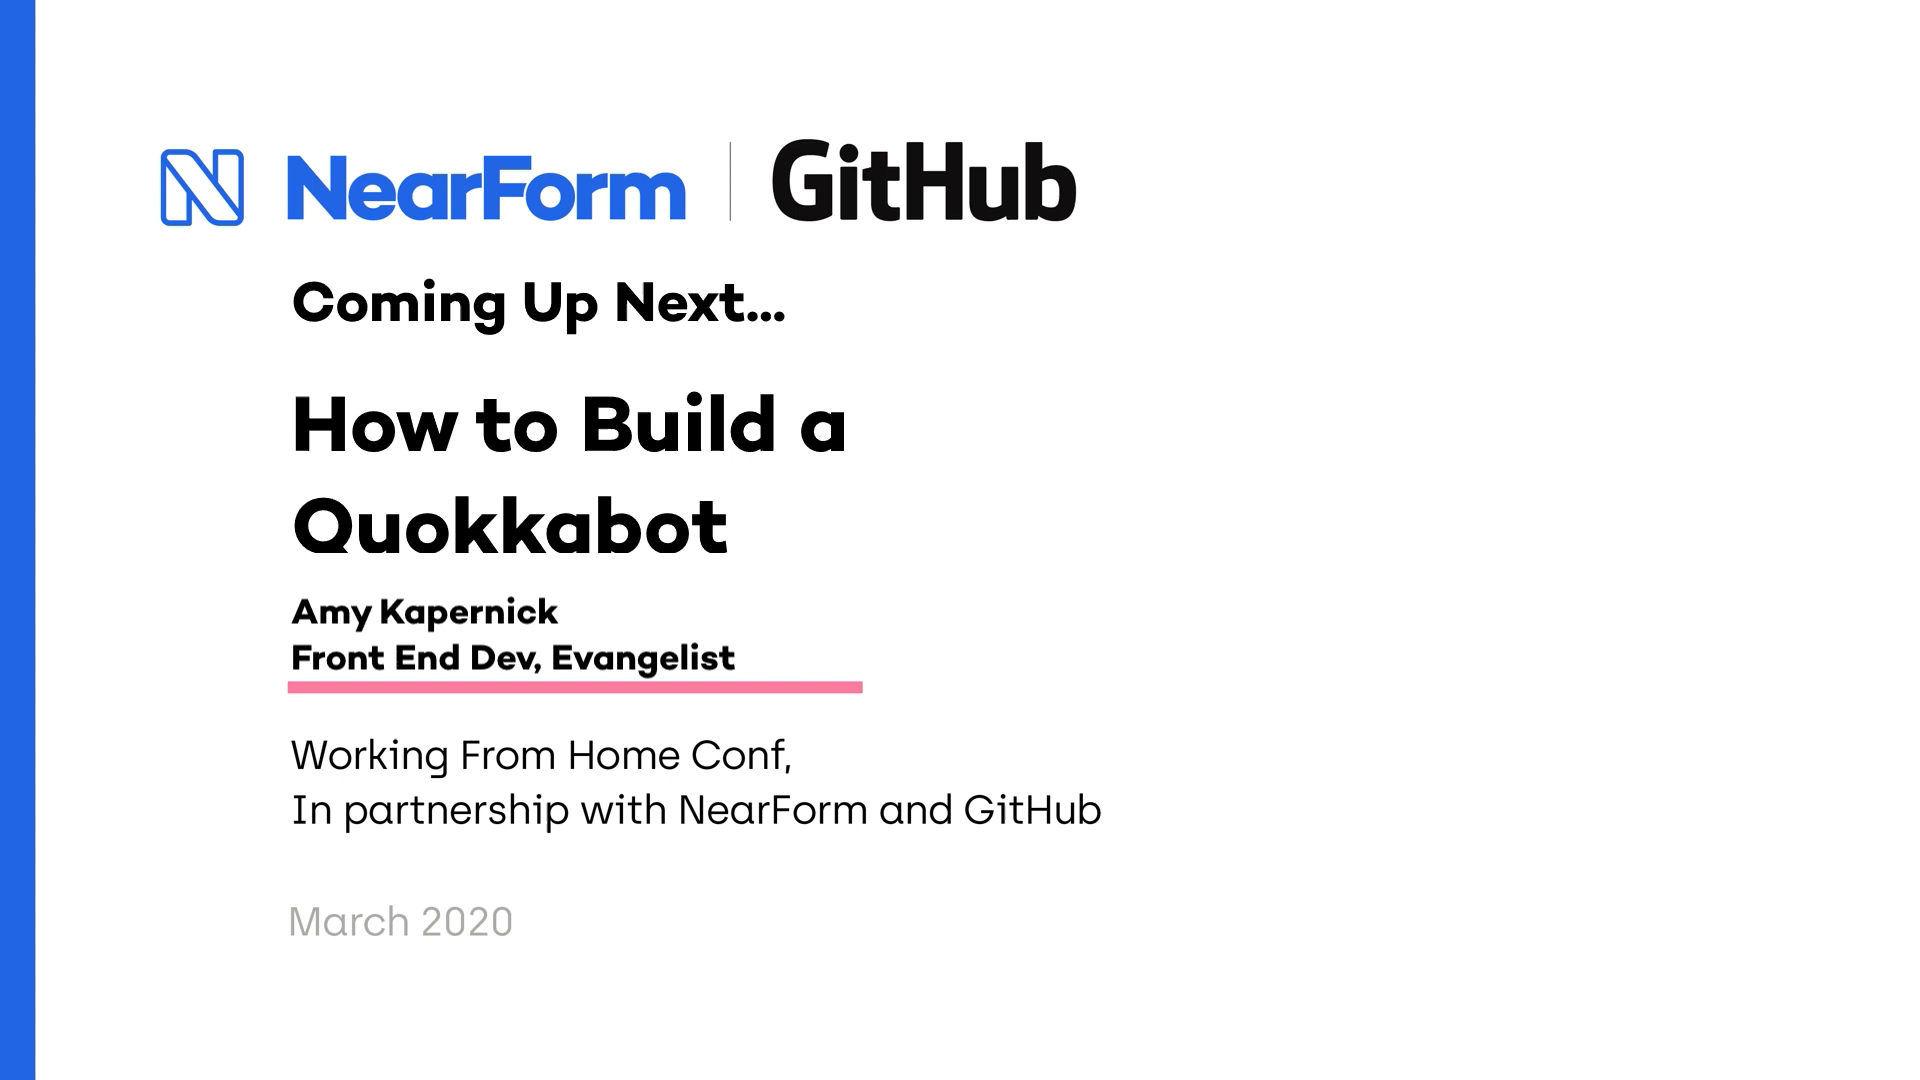 NearForm | GitHub
Coming Up Next...
How to Build a
Quokkabot
Amy Kapernick
Front End Dev, Evangelist
Working From Home Conf,
In partnership with NearForm and GitHub
March 2020